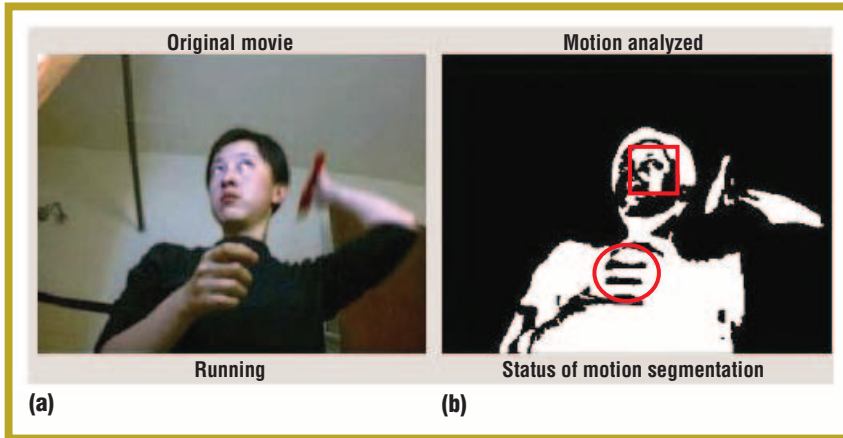 Original movie
Motion analyzed
Running
Status of motion segmentation
(a)
(b)